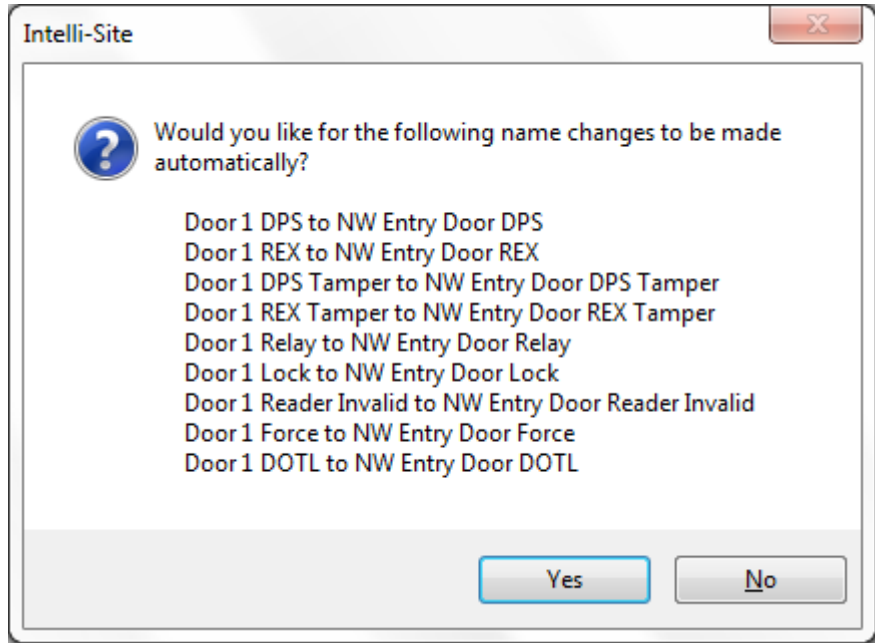 Intelli-Site
Would you like for the following name changes to be made
automatically?
Door 1 DPS to NW Entry Door DPS
Door 1 REX to NW Entry Door REX
Door 1 DPS Tamper to NW Entry Door DPS Tamper
Door 1 REX Tamper to NW Entry Door REX Tamper
Door 1 Relay to NW Entry Door Relay
Door 1 Lock to NW Entry Door Lock
Door 1 Reader Invalid to NW Entry Door Reader Invalid
Door 1 Force to NW Entry Door Force
Door 1 DOTL to NW Entry Door DOTL
Yes
No